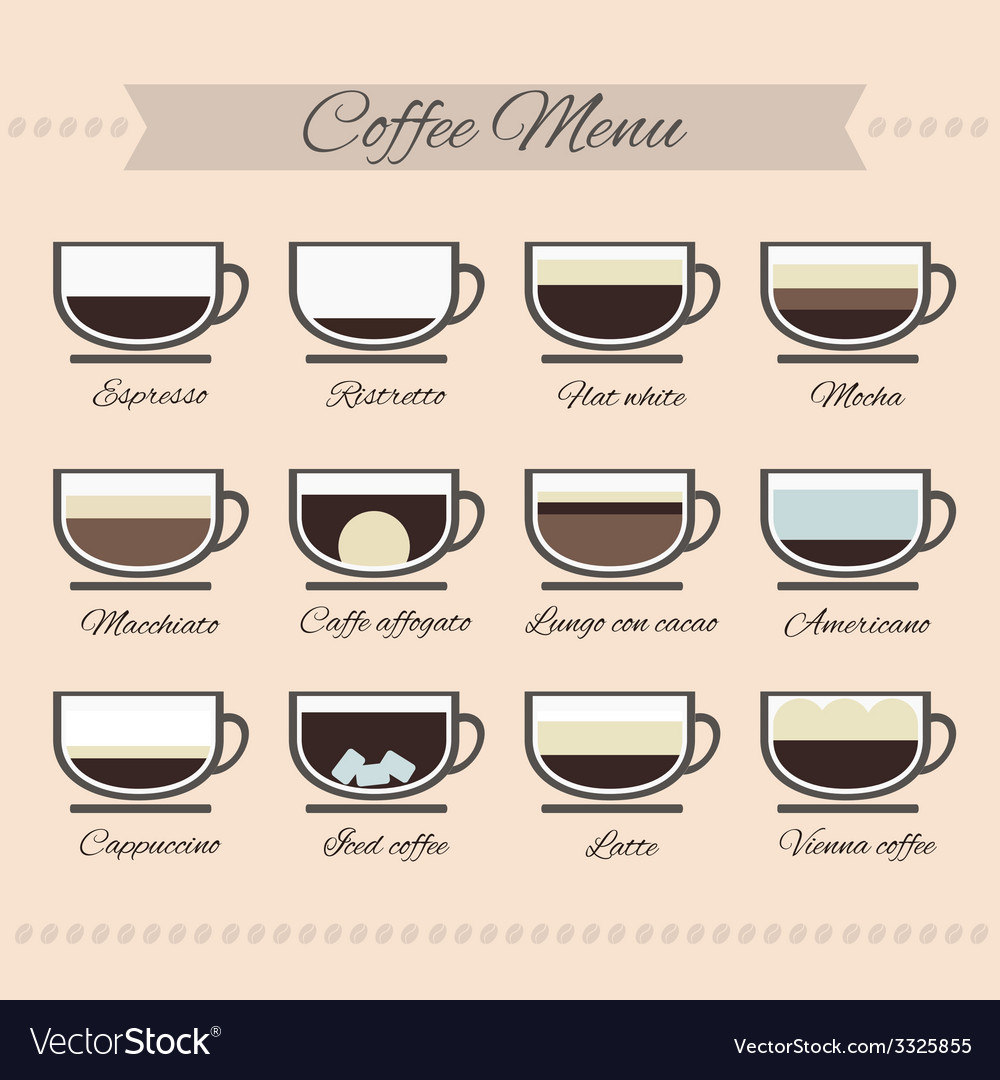 Coffee Menu
Espresso Ristretto Flat white Mocha
Macchiato Caffe affogato Lungo con cacao Americano
Cappuccino Iced coffee Latte Vienna coffee
VectorStock® VectorStock.com/3325855